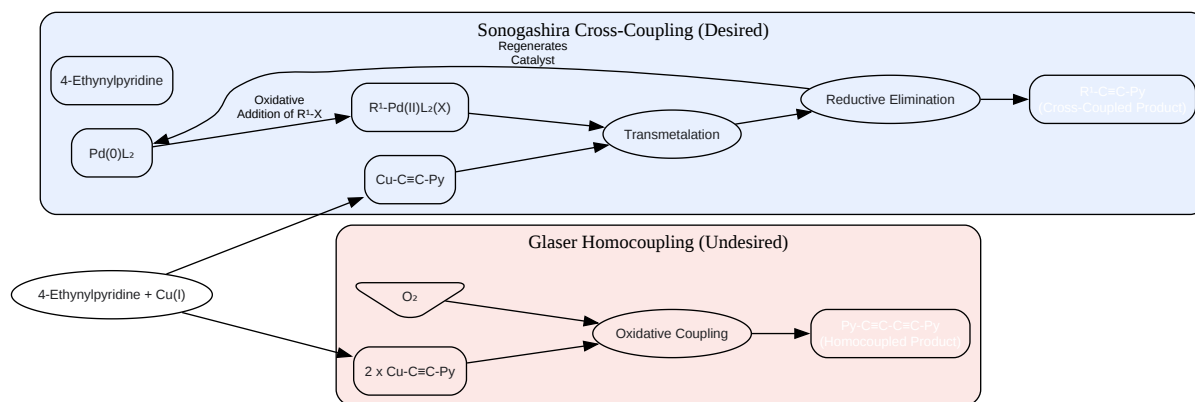 Sonogashira Cross-Coupling (Desired)
Regenerates
Catalyst
4-Ethynylpyridine
Oxidative
Addition of R¹-X
R¹-Pd(II)L₂(X)
Reductive Elimination
R¹-C≡C-Py
(Cross-Coupled Product)
Pd(0)L₂
Transmetalation
Cu-C≡C-Py
Glaser Homocoupling (Undesired)
4-Ethynylpyridine + Cu(I)
O₂
Oxidative Coupling
Py-C≡C-C≡C-Py
(Homocoupled Product)
2 x Cu-C≡C-Py